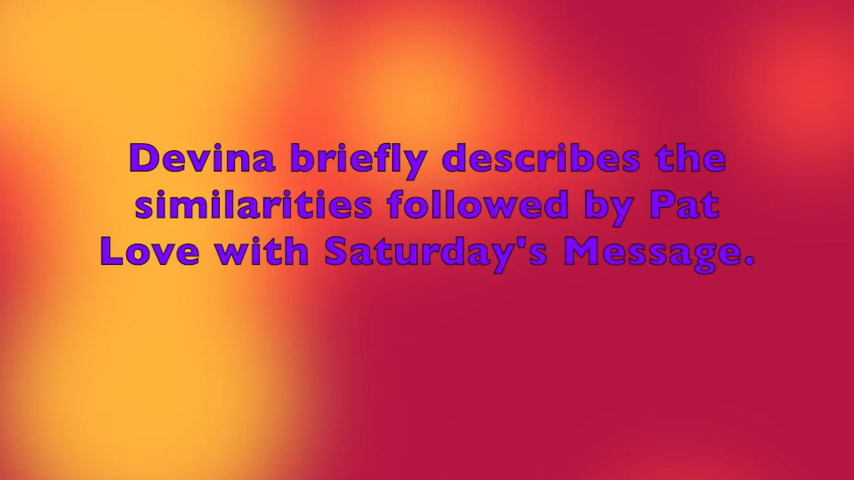 Devina briefly describes the
similarities followed by Pat
Love with Saturday's Message.